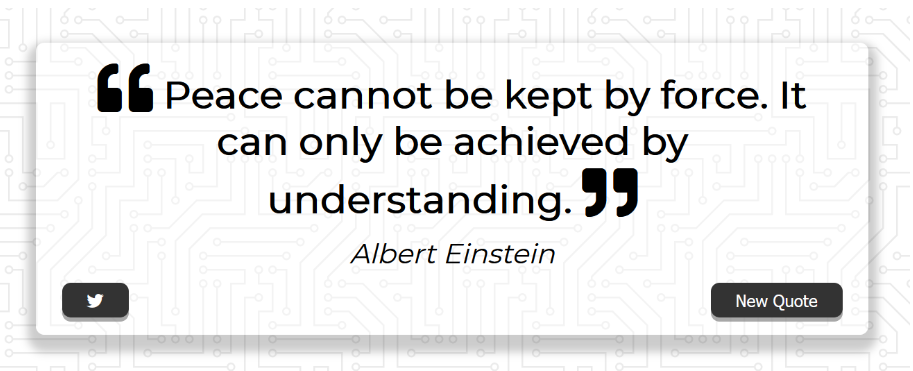 ❝ Peace cannot be kept by force. It
can only be achieved by
understanding. ❞
Albert Einstein
New Quote